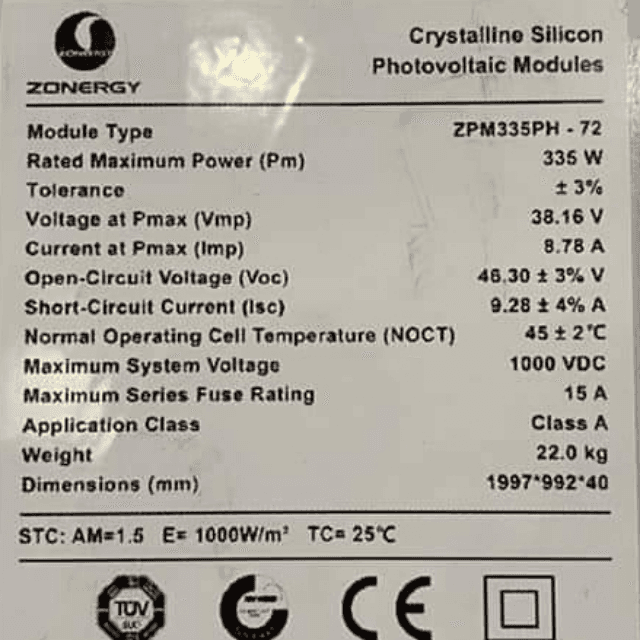 Crystalline Silicon
Photovoltaic Modules
ZONERGY
Module Type ZPM335PH - 72
Rated Maximum Power (Pm) 335 W
Tolerance ± 3%
Voltage at Pmax (Vmp) 38.16 V
Current at Pmax (Imp) 8.78 A
Open-Circuit Voltage (Voc) 46.30 ± 3% V
Short-Circuit Current (Isc) 9.28 ± 4% A
Normal Operating Cell Temperature (NOCT) 45 ± 2°C
Maximum System Voltage 1000 VDC
Maximum Series Fuse Rating 15 A
Application Class Class A
Weight 22.0 kg
Dimensions (mm) 1997*992*40
STC: AM=1.5 E= 1000W/m² TC= 25℃
TÜV
SUD
CE